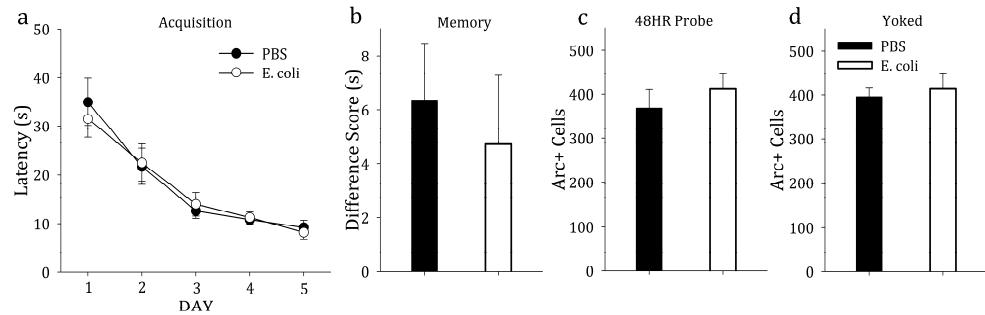 a
Acquisition
50
40
30
20
10
0
Latency (s)
PBS
E. coli
1 2 3 4 5
DAY
b
Memory
8
6
4
2
0
Difference Score (s)
c
48HR Probe
500
400
300
200
100
0
Arc+ Cells
d
Yoked
500
400
300
200
100
0
Arc+ Cells
PBS
E. coli